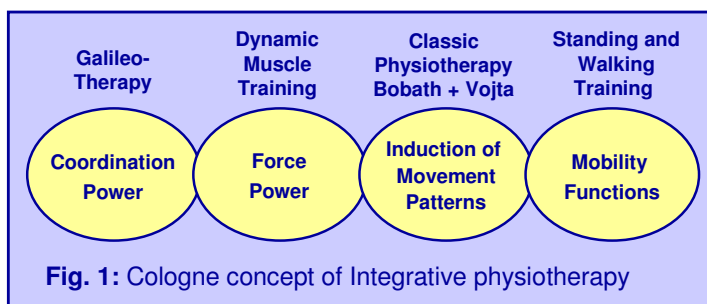 Galileo-
Therapy
Dynamic
Muscle
Training
Classic
Physiotherapy
Bobath + Vojta
Standing and
Walking
Training
Coordination
Power
Force
Power
Induction of
Movement
Patterns
Mobility
Functions
Fig. 1: Cologne concept of Integrative physiotherapy